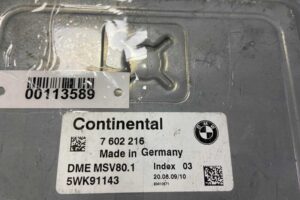 00113589
Continental
7 602 216
Made in Germany
DME MSV80.1
Index 03
5WK91143
20.08.09/10